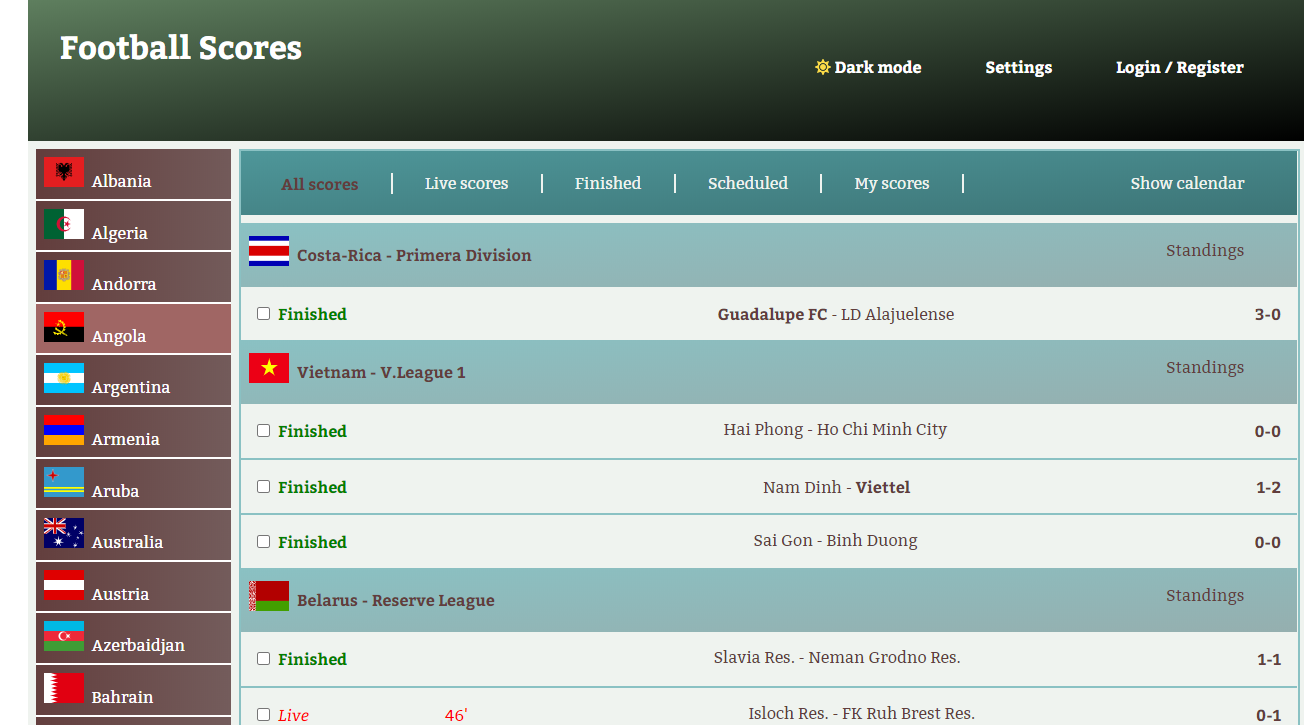 Football Scores
Dark mode Settings Login / Register
Albania
Algeria
Andorra
Angola
Argentina
Armenia
Aruba
Australia
Austria
Azerbaidjan
Bahrain
All scores Live scores Finished Scheduled My scores Show calendar
Costa-Rica - Primera Division Standings
Finished Guadalupe FC - LD Alajuelense 3-0
Vietnam - V.League 1 Standings
Finished Hai Phong - Ho Chi Minh City 0-0
Finished Nam Dinh - Viettel 1-2
Finished Sai Gon - Binh Duong 0-0
Belarus - Reserve League Standings
Finished Slavia Res. - Neman Grodno Res. 1-1
Live 46' Isloch Res. - FK Ruh Brest Res. 0-1